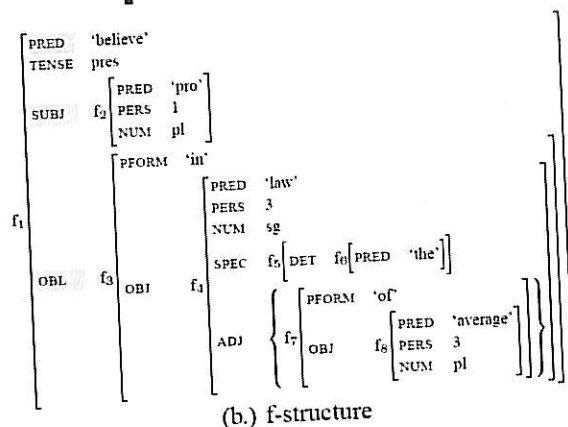 PRED 'believe'
TENSE pres
SUBJ f2 PRED 'pro'
PERS 1
NUM pl
f1
OBL f3 PFORM 'in'
OBJ f4 PRED 'law'
PERS 3
NUM sg
SPEC f5 DET f6 PRED 'the'
ADJ f7 PFORM 'of'
OBJ f8 PRED 'average'
PERS 3
NUM pl
(b.) f-structure